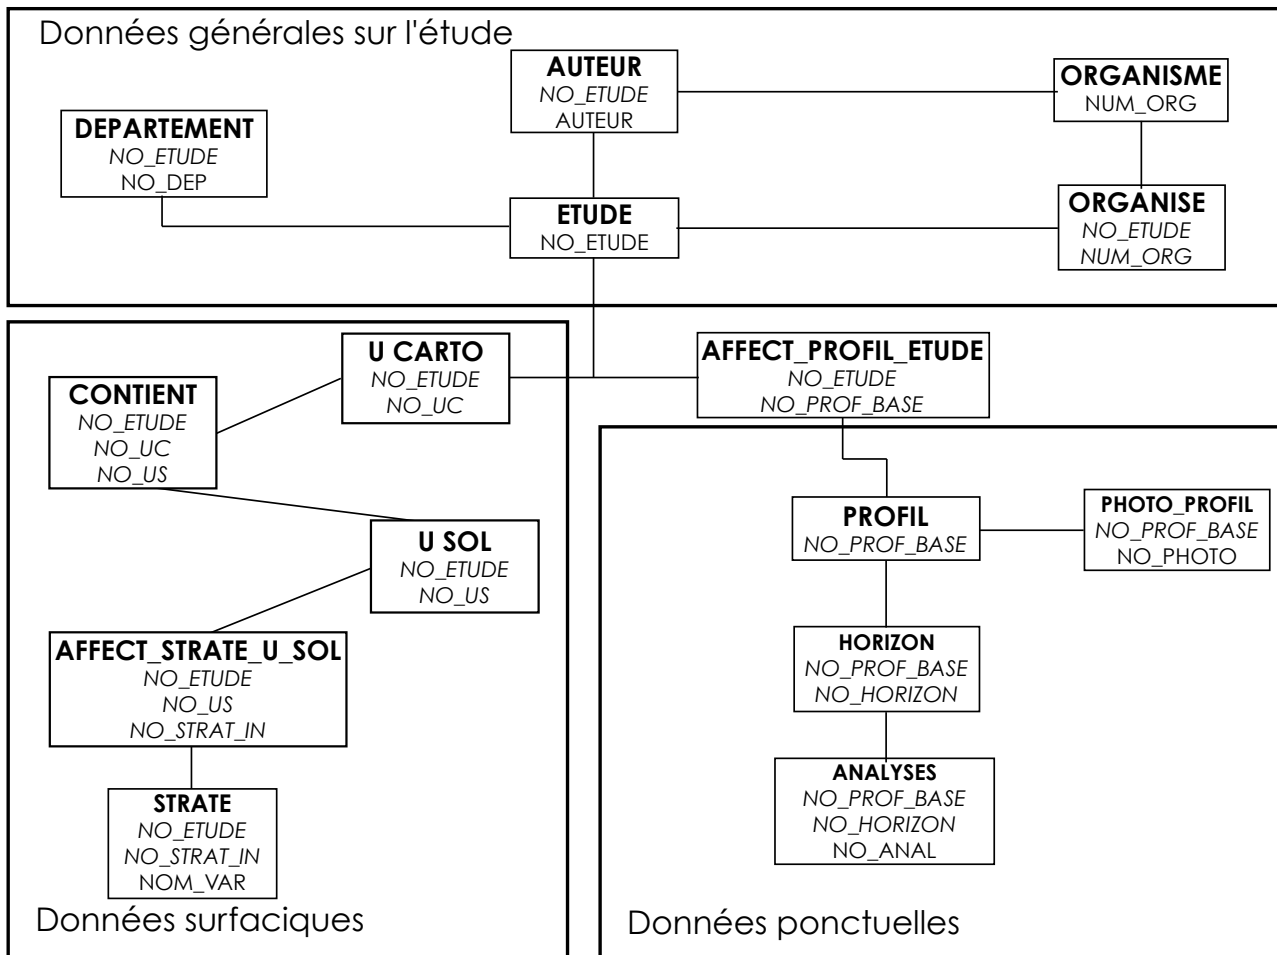 Données générales sur l'étude
AUTEUR
NO_ETUDE
AUTEUR
ORGANISME
NUM_ORG
DEPARTEMENT
NO_ETUDE
NO_DEP
ETUDE
NO_ETUDE
ORGANISE
NO_ETUDE
NUM_ORG
U CARTO
NO_ETUDE
NO_UC
CONTIENT
NO_ETUDE
NO_UC
NO_US
U SOL
NO_ETUDE
NO_US
AFFECT_STRATE_U_SOL
NO_ETUDE
NO_US
NO_STRAT_IN
STRATE
NO_ETUDE
NO_STRAT_IN
NOM_VAR
Données surfaciques
AFFECT_PROFIL_ETUDE
NO_ETUDE
NO_PROF_BASE
PROFIL
NO_PROF_BASE
PHOTO_PROFIL
NO_PROF_BASE
NO_PHOTO
HORIZON
NO_PROF_BASE
NO_HORIZON
ANALYSES
NO_PROF_BASE
NO_HORIZON
NO_ANAL
Données ponctuelles